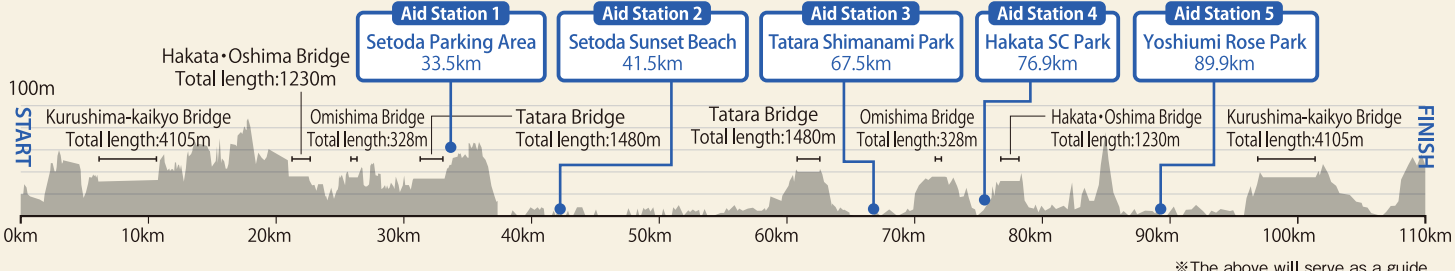 Aid Station 1
Setoda Parking Area
33.5km
Aid Station 2
Setoda Sunset Beach
41.5km
Aid Station 3
Tatara Shimanami Park
67.5km
Aid Station 4
Hakata SC Park
76.9km
Aid Station 5
Yoshiumi Rose Park
89.9km
Hakata・Oshima Bridge
Total length:1230m
100m
START
Kurushima-kaikyo Bridge
Total length:4105m
Omishima Bridge
Total length:328m
Tatara Bridge
Total length:1480m
Tatara Bridge
Total length:1480m
Omishima Bridge
Total length:328m
Hakata・Oshima Bridge
Total length:1230m
Kurushima-kaikyo Bridge
Total length:4105m
FINISH
0km 10km 20km 30km 40km 50km 60km 70km 80km 90km 100km 110km
※The above will serve as a guide